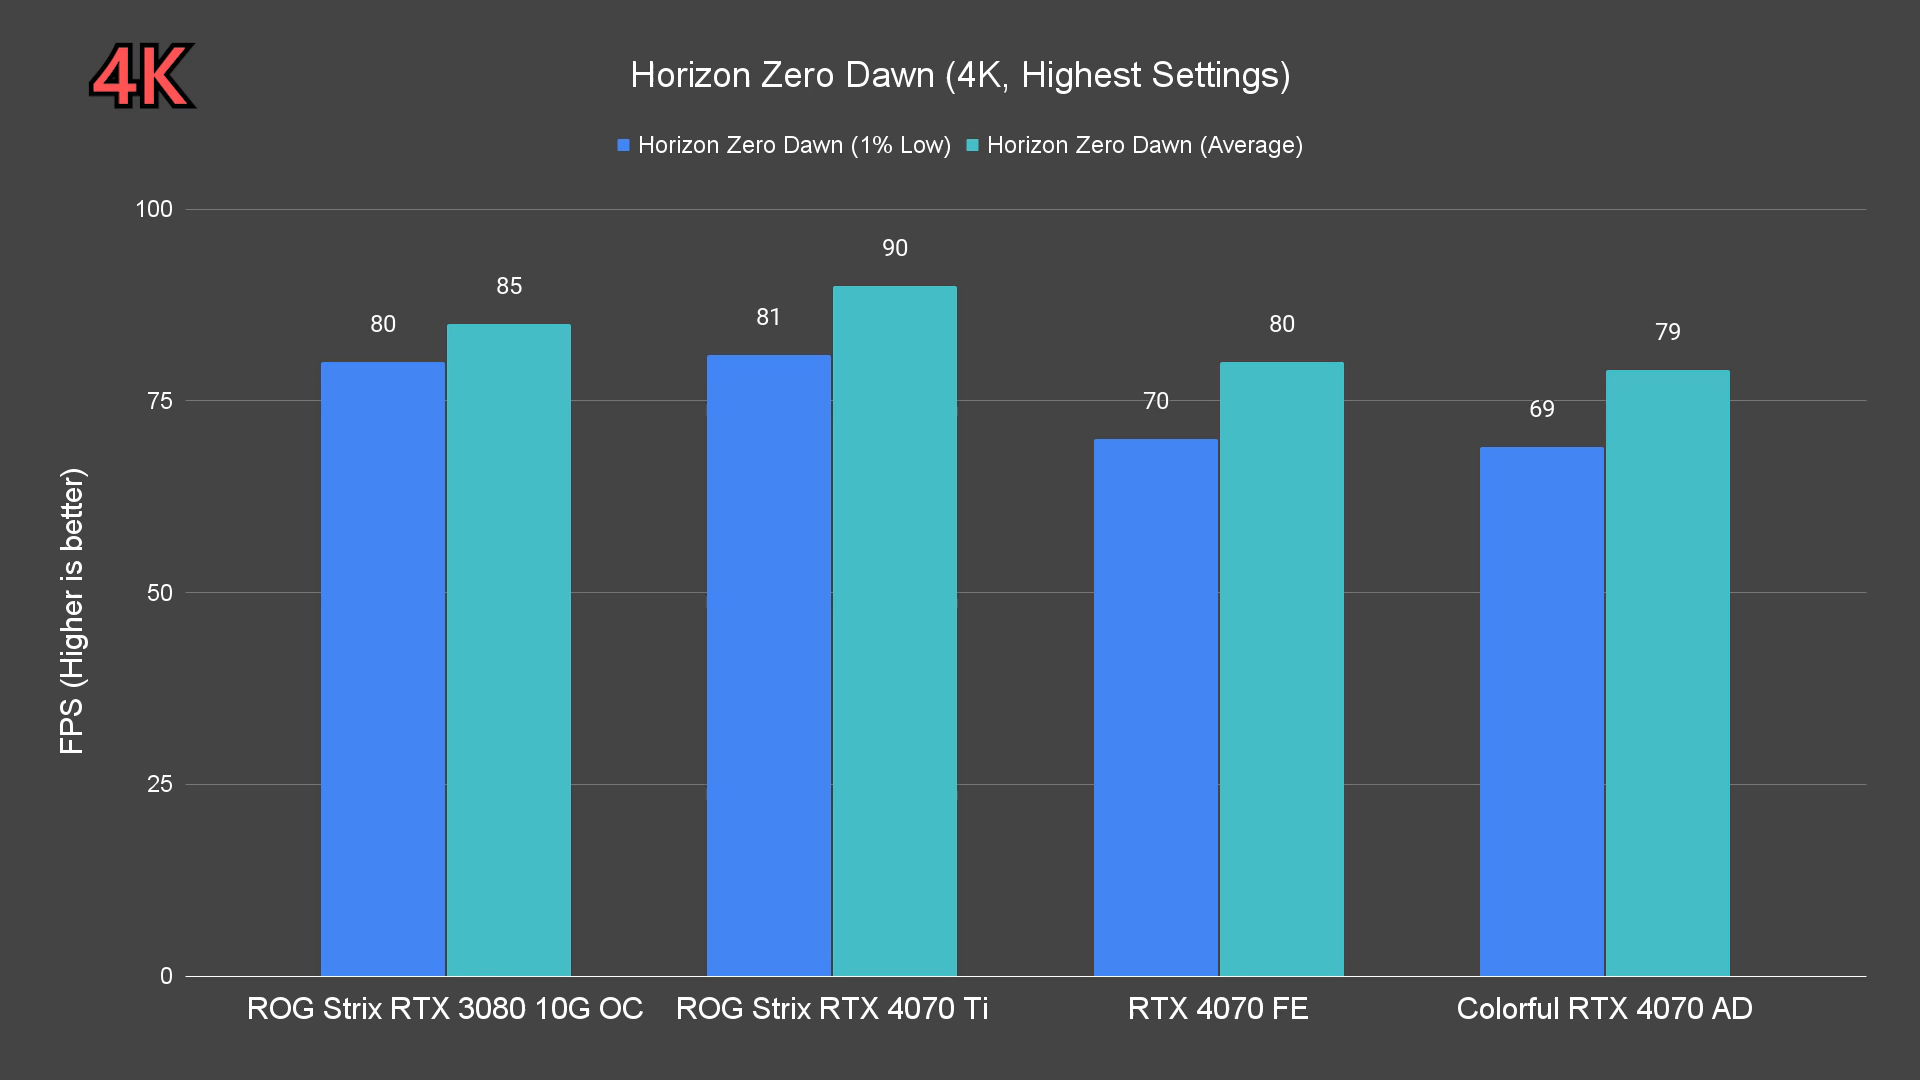 4K
Horizon Zero Dawn (4K, Highest Settings)
Horizon Zero Dawn (1% Low) Horizon Zero Dawn (Average)
FPS (Higher is better)
100
75
50
25
0
80
85
81
90
70
80
69
79
ROG Strix RTX 3080 10G OC
ROG Strix RTX 4070 Ti
RTX 4070 FE
Colorful RTX 4070 AD